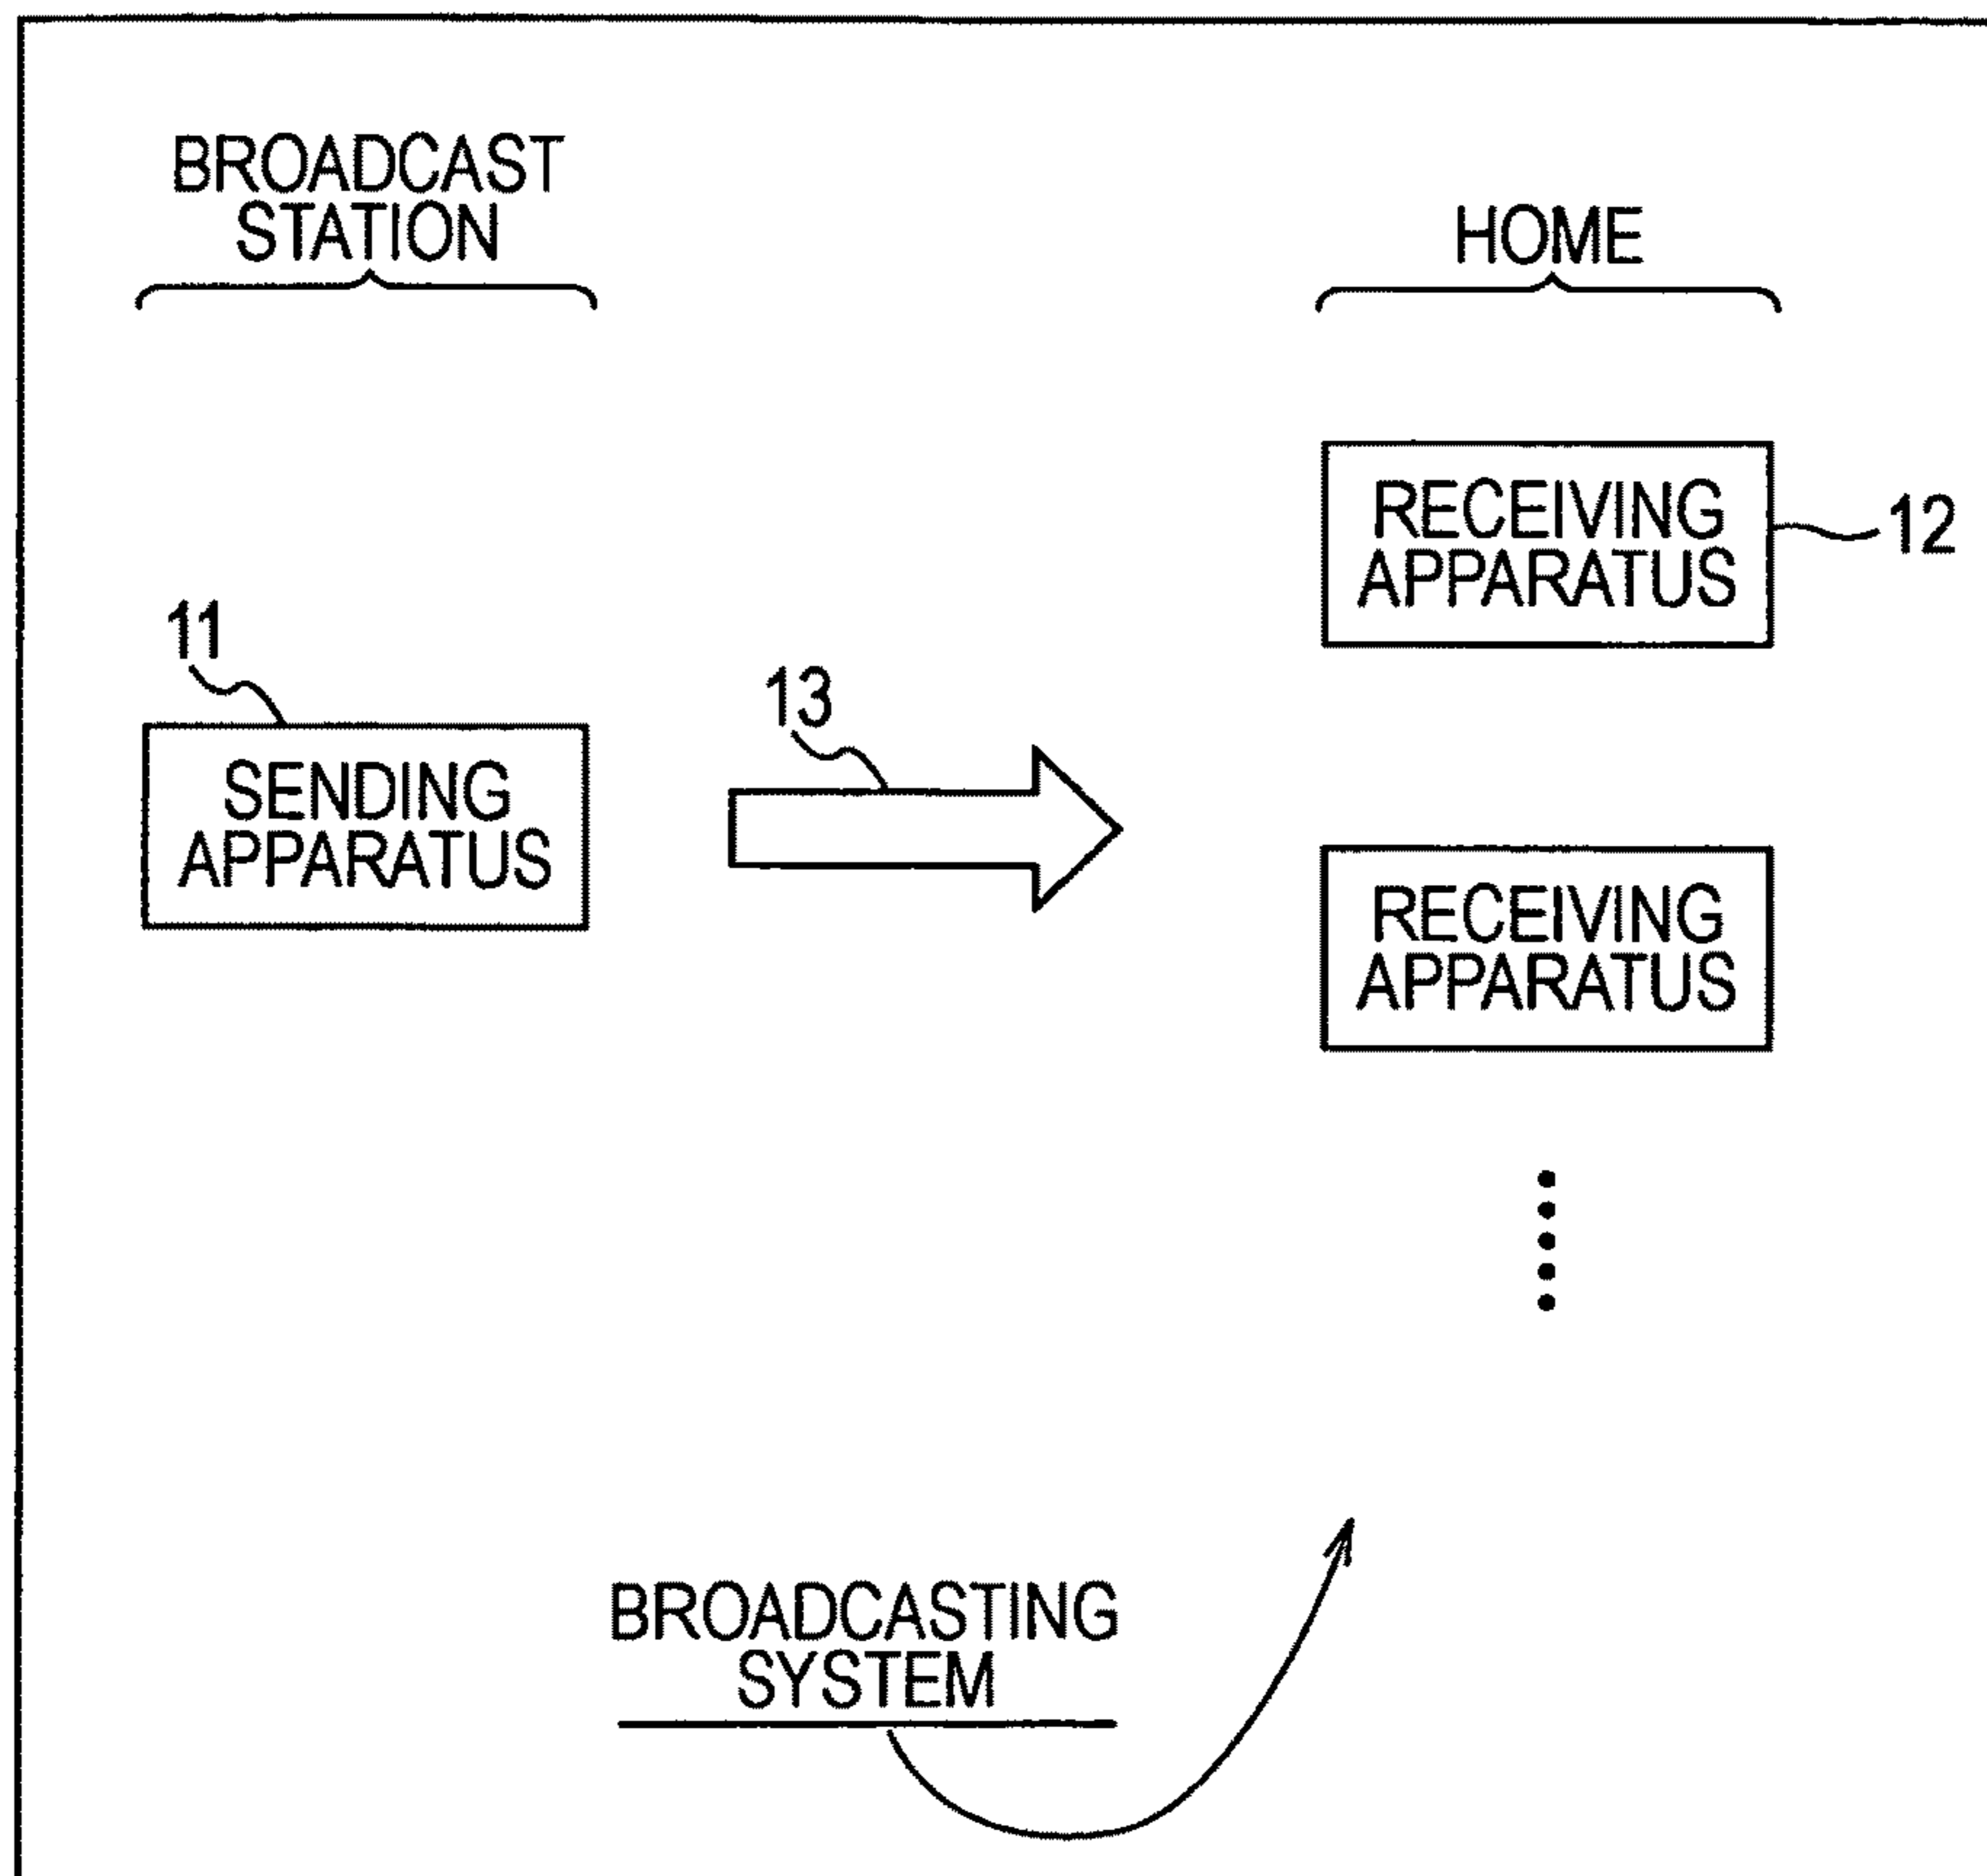 BROADCAST
STATION
HOME
RECEIVING
APPARATUS
12
11
SENDING
APPARATUS
13
RECEIVING
APPARATUS
BROADCASTING
SYSTEM